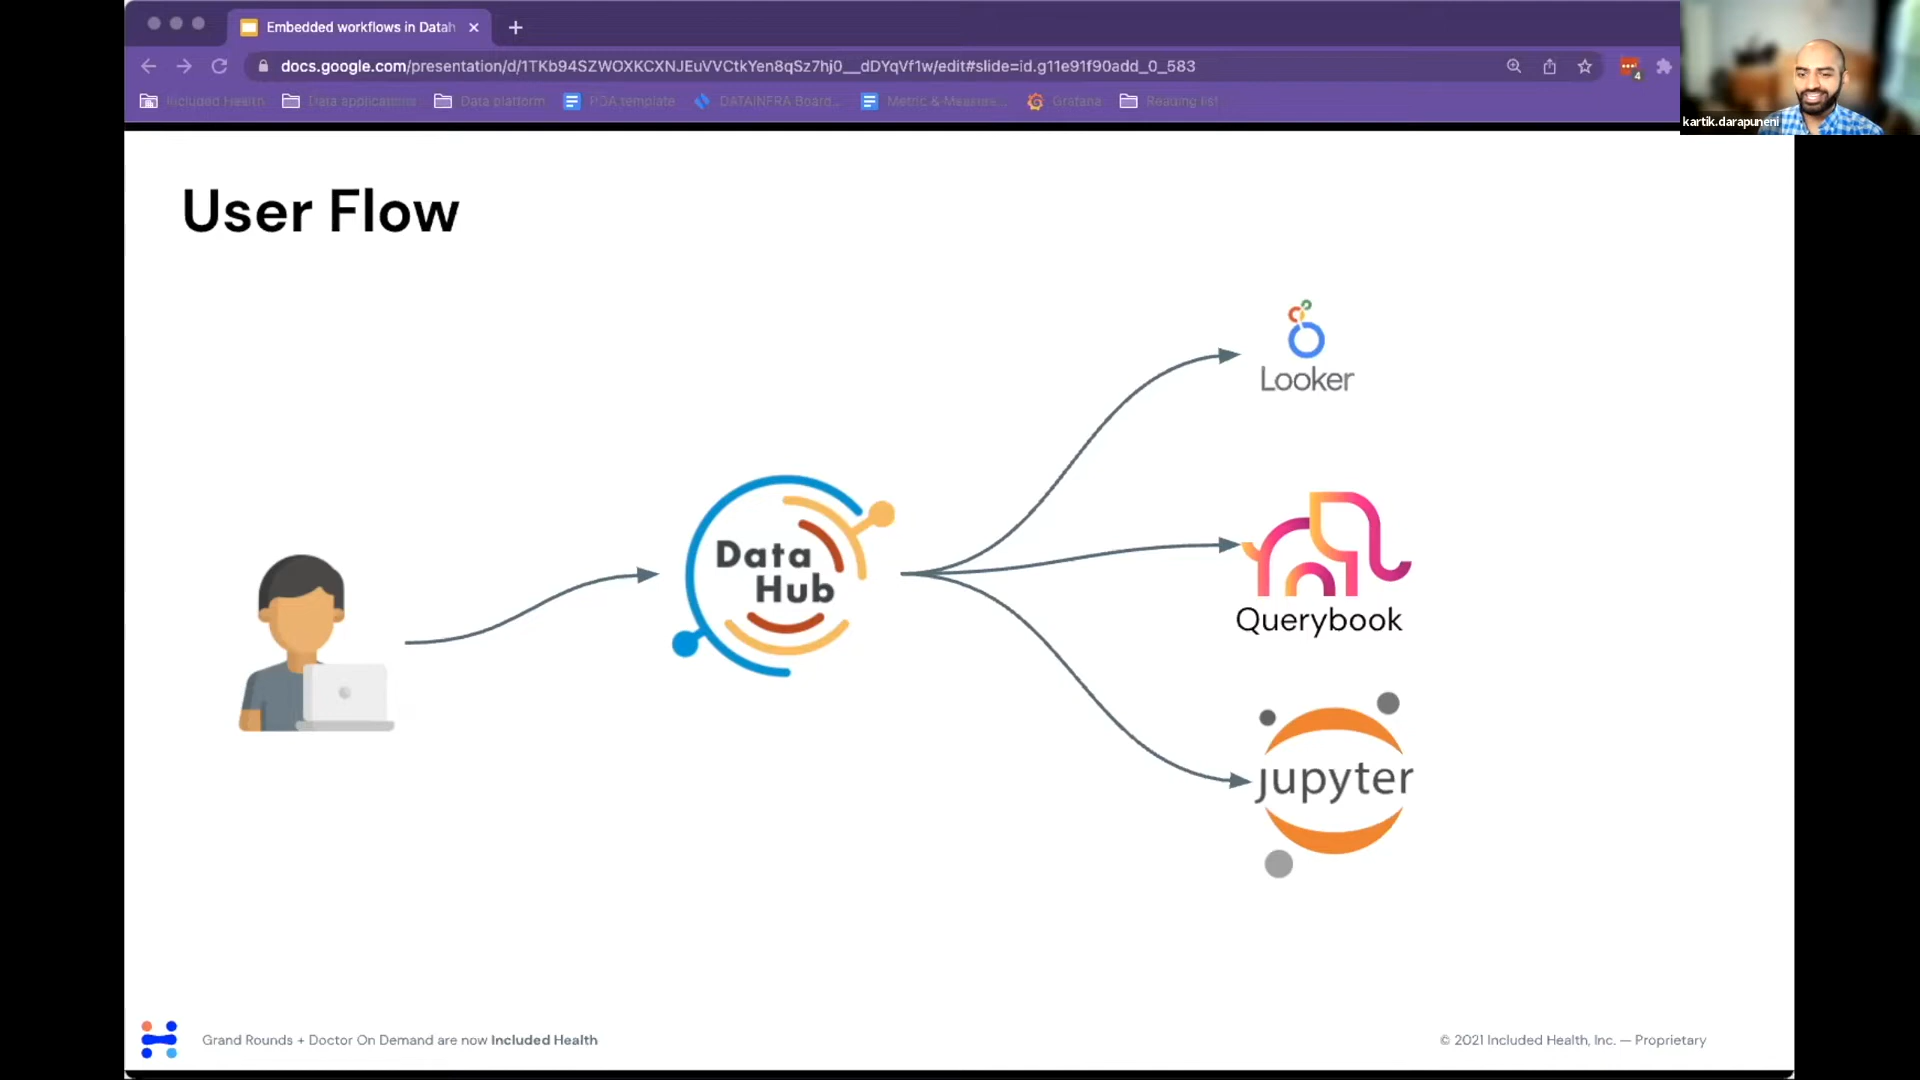 Embedded workflows in Datah
docs.google.com/presentation/d/1TKb94SZWOXKCXNJEuVVCtkYen8qSz7hj0__dDYqVf1w/edit#slide=id.g11e91f90add_0_583
4
Included Health
Data applications
Data platform
PDA template
DATAINFRA Board...
Metric & Measure...
Grafana
Reading list
kartik.darapuneni
User Flow
Looker
Data
Hub
Querybook
jupyter
Grand Rounds + Doctor On Demand are now Included Health
© 2021 Included Health, Inc. — Proprietary